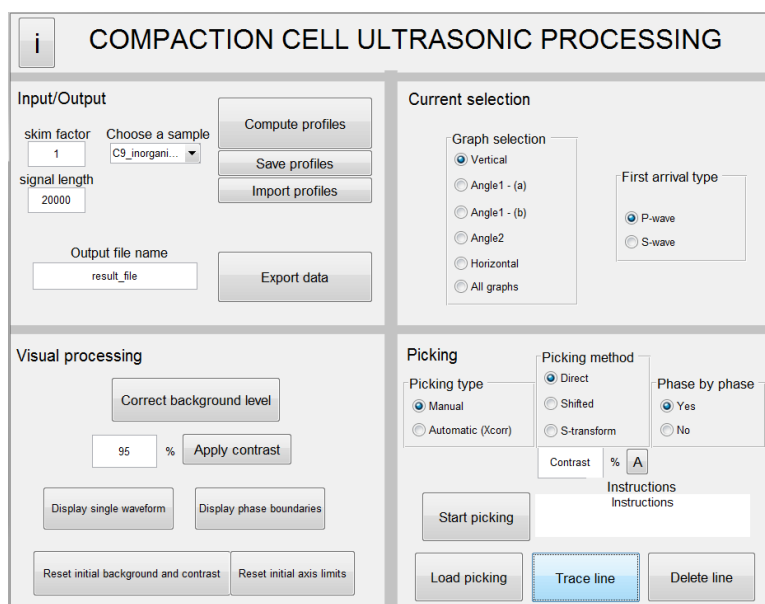 i
COMPACTION CELL ULTRASONIC PROCESSING
Input/Output
skim factor
Choose a sample
1
C9_inorgani...
signal length
20000
Compute profiles
Save profiles
Import profiles
Output file name
result_file
Export data
Current selection
Graph selection
Vertical
Angle1 - (a)
Angle1 - (b)
Angle2
Horizontal
All graphs
First arrival type
P-wave
S-wave
Visual processing
Correct background level
95
%
Apply contrast
Display single waveform
Display phase boundaries
Reset initial background and contrast
Reset initial axis limits
Picking
Picking type
Manual
Automatic (Xcorr)
Picking method
Direct
Shifted
S-transform
Phase by phase
Yes
No
Contrast
%
A
Instructions
Instructions
Start picking
Load picking
Trace line
Delete line